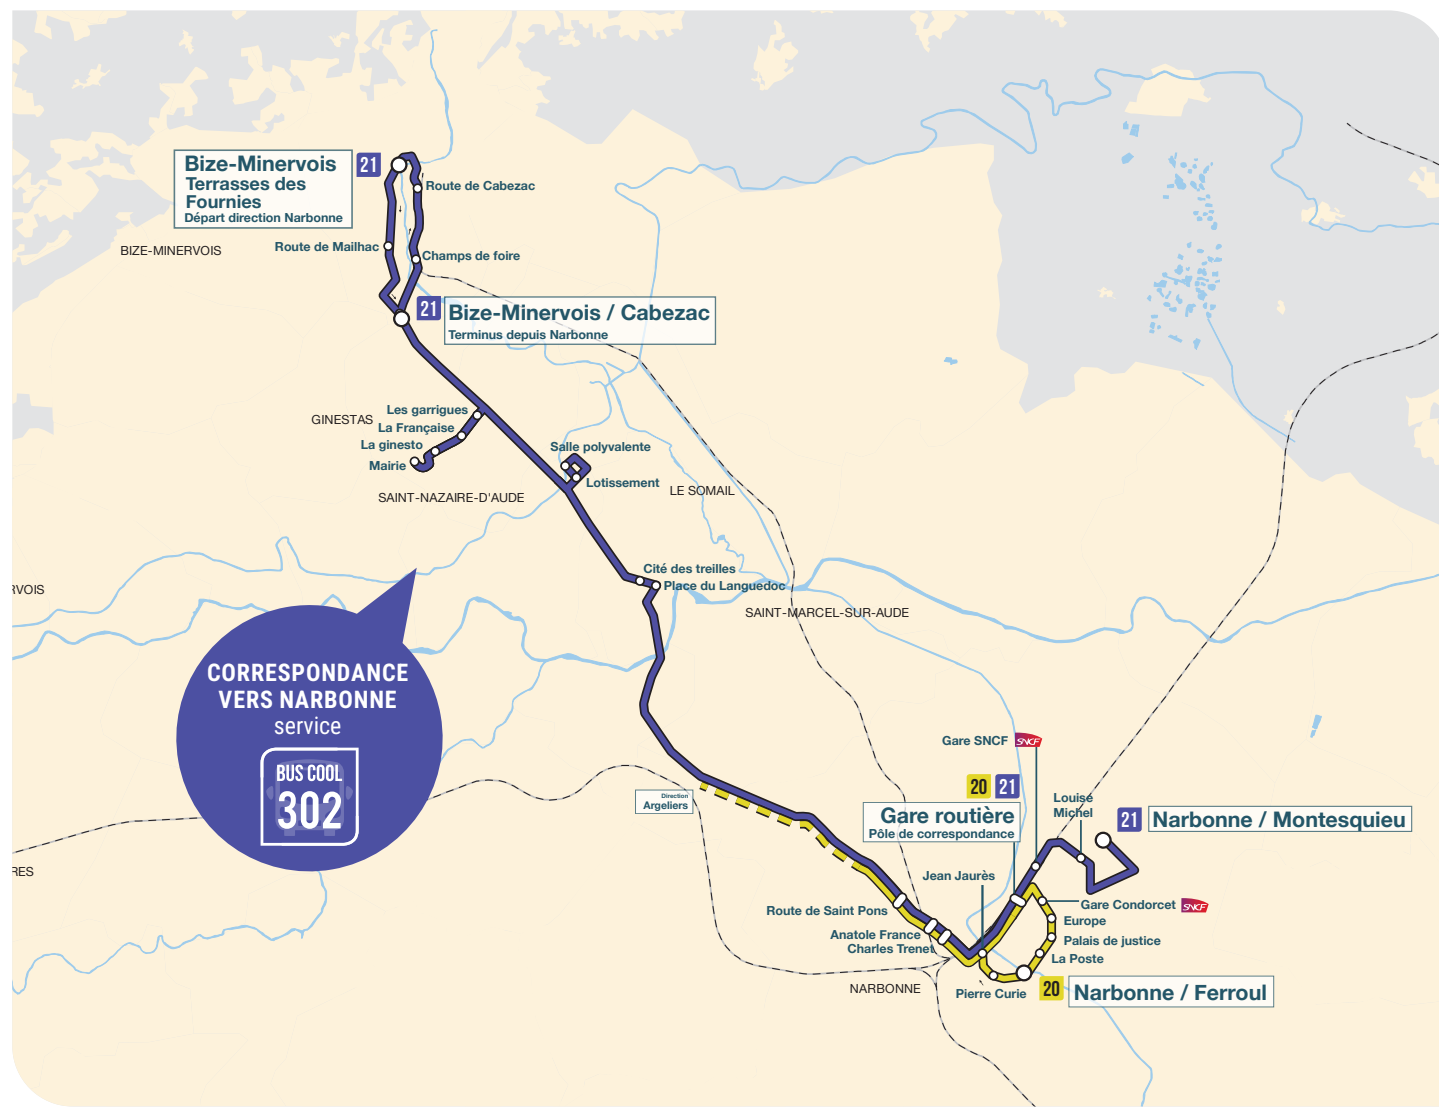 Bize-Minervois
Terrasses des
Fournies
Départ direction Narbonne
21
Route de Cabezac
BIZE-MINERVOIS
Route de Mailhac
Champs de foire
21
Bize-Minervois / Cabezac
Terminus depuis Narbonne
Les garrigues
GINESTAS
La Française
La ginesto
Mairie
Salle polyvalente
Lotissement
LE SOMAIL
SAINT-NAZAIRE-D'AUDE
Cité des treilles
Place du Languedoc
RVOIS
SAINT-MARCEL-SUR-AUDE
CORRESPONDANCE
VERS NARBONNE
service
BUS COOL
302
Gare SNCF
SNCF
20 21
Gare routière
Pôle de correspondance
Direction
Argeliers
Louise
Michel
21
Narbonne / Montesquieu
RES
Jean Jaurès
Route de Saint Pons
Gare Condorcet
SNCF
Europe
Anatole France
Charles Trenet
Palais de justice
La Poste
NARBONNE
Pierre Curie
20
Narbonne / Ferroul